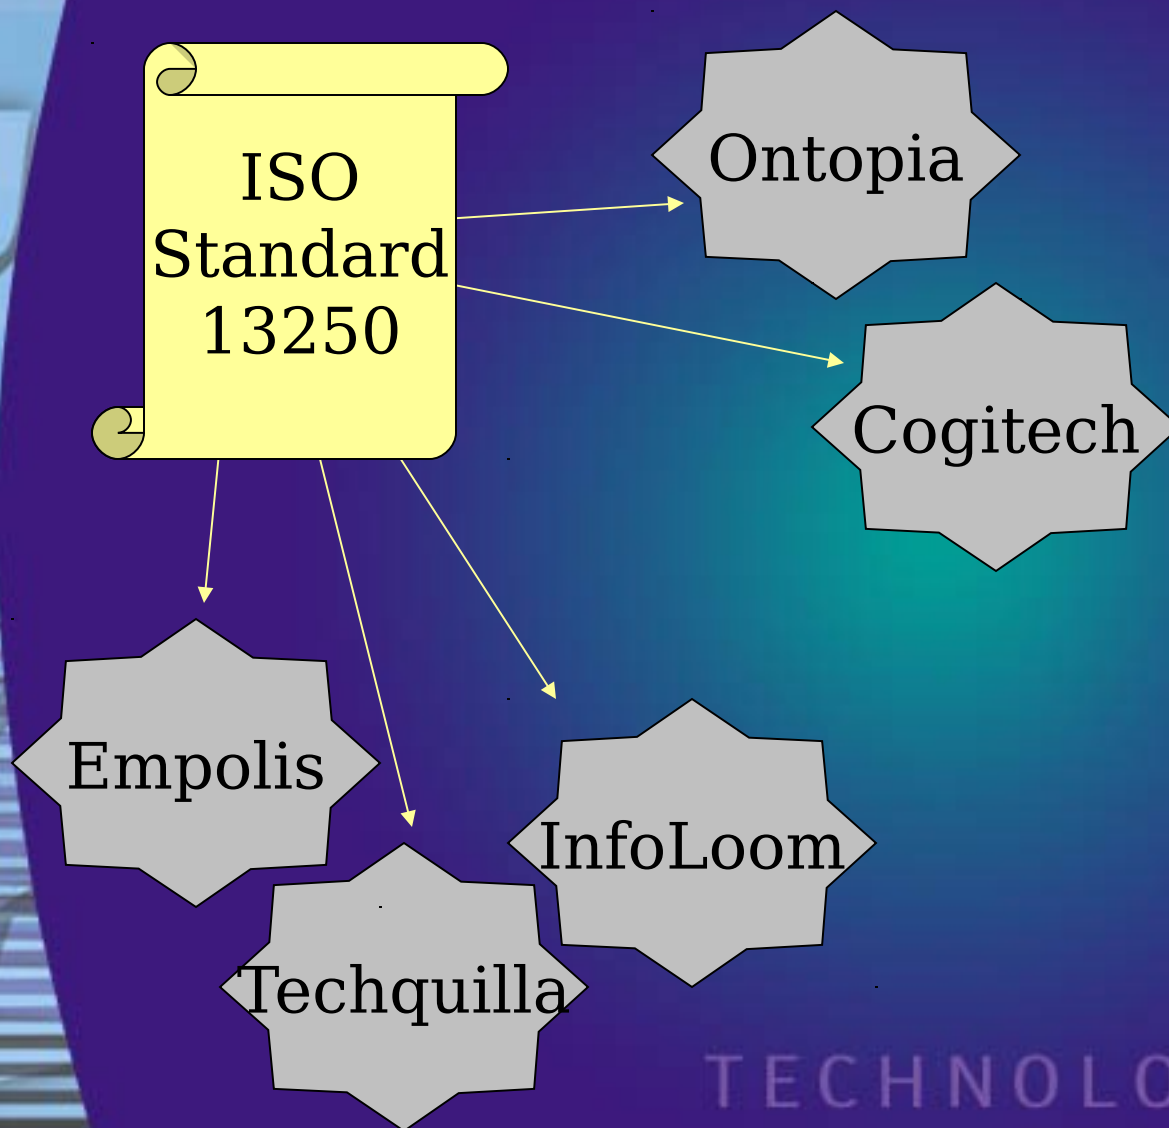 ISO
Standard
13250
Ontopia
Cogitech
Empolis
InfoLoom
Techquilla
TECHNOLO